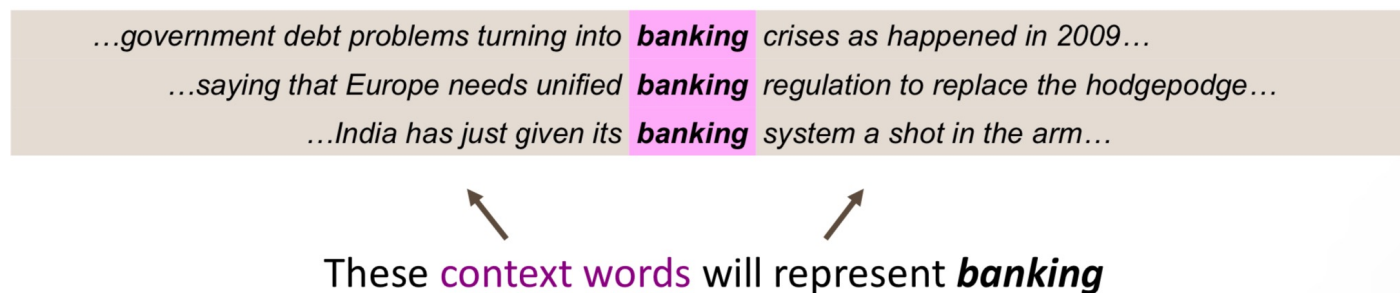 …government debt problems turning into banking crises as happened in 2009…
…saying that Europe needs unified banking regulation to replace the hodgepodge…
…India has just given its banking system a shot in the arm…
These context words will represent banking